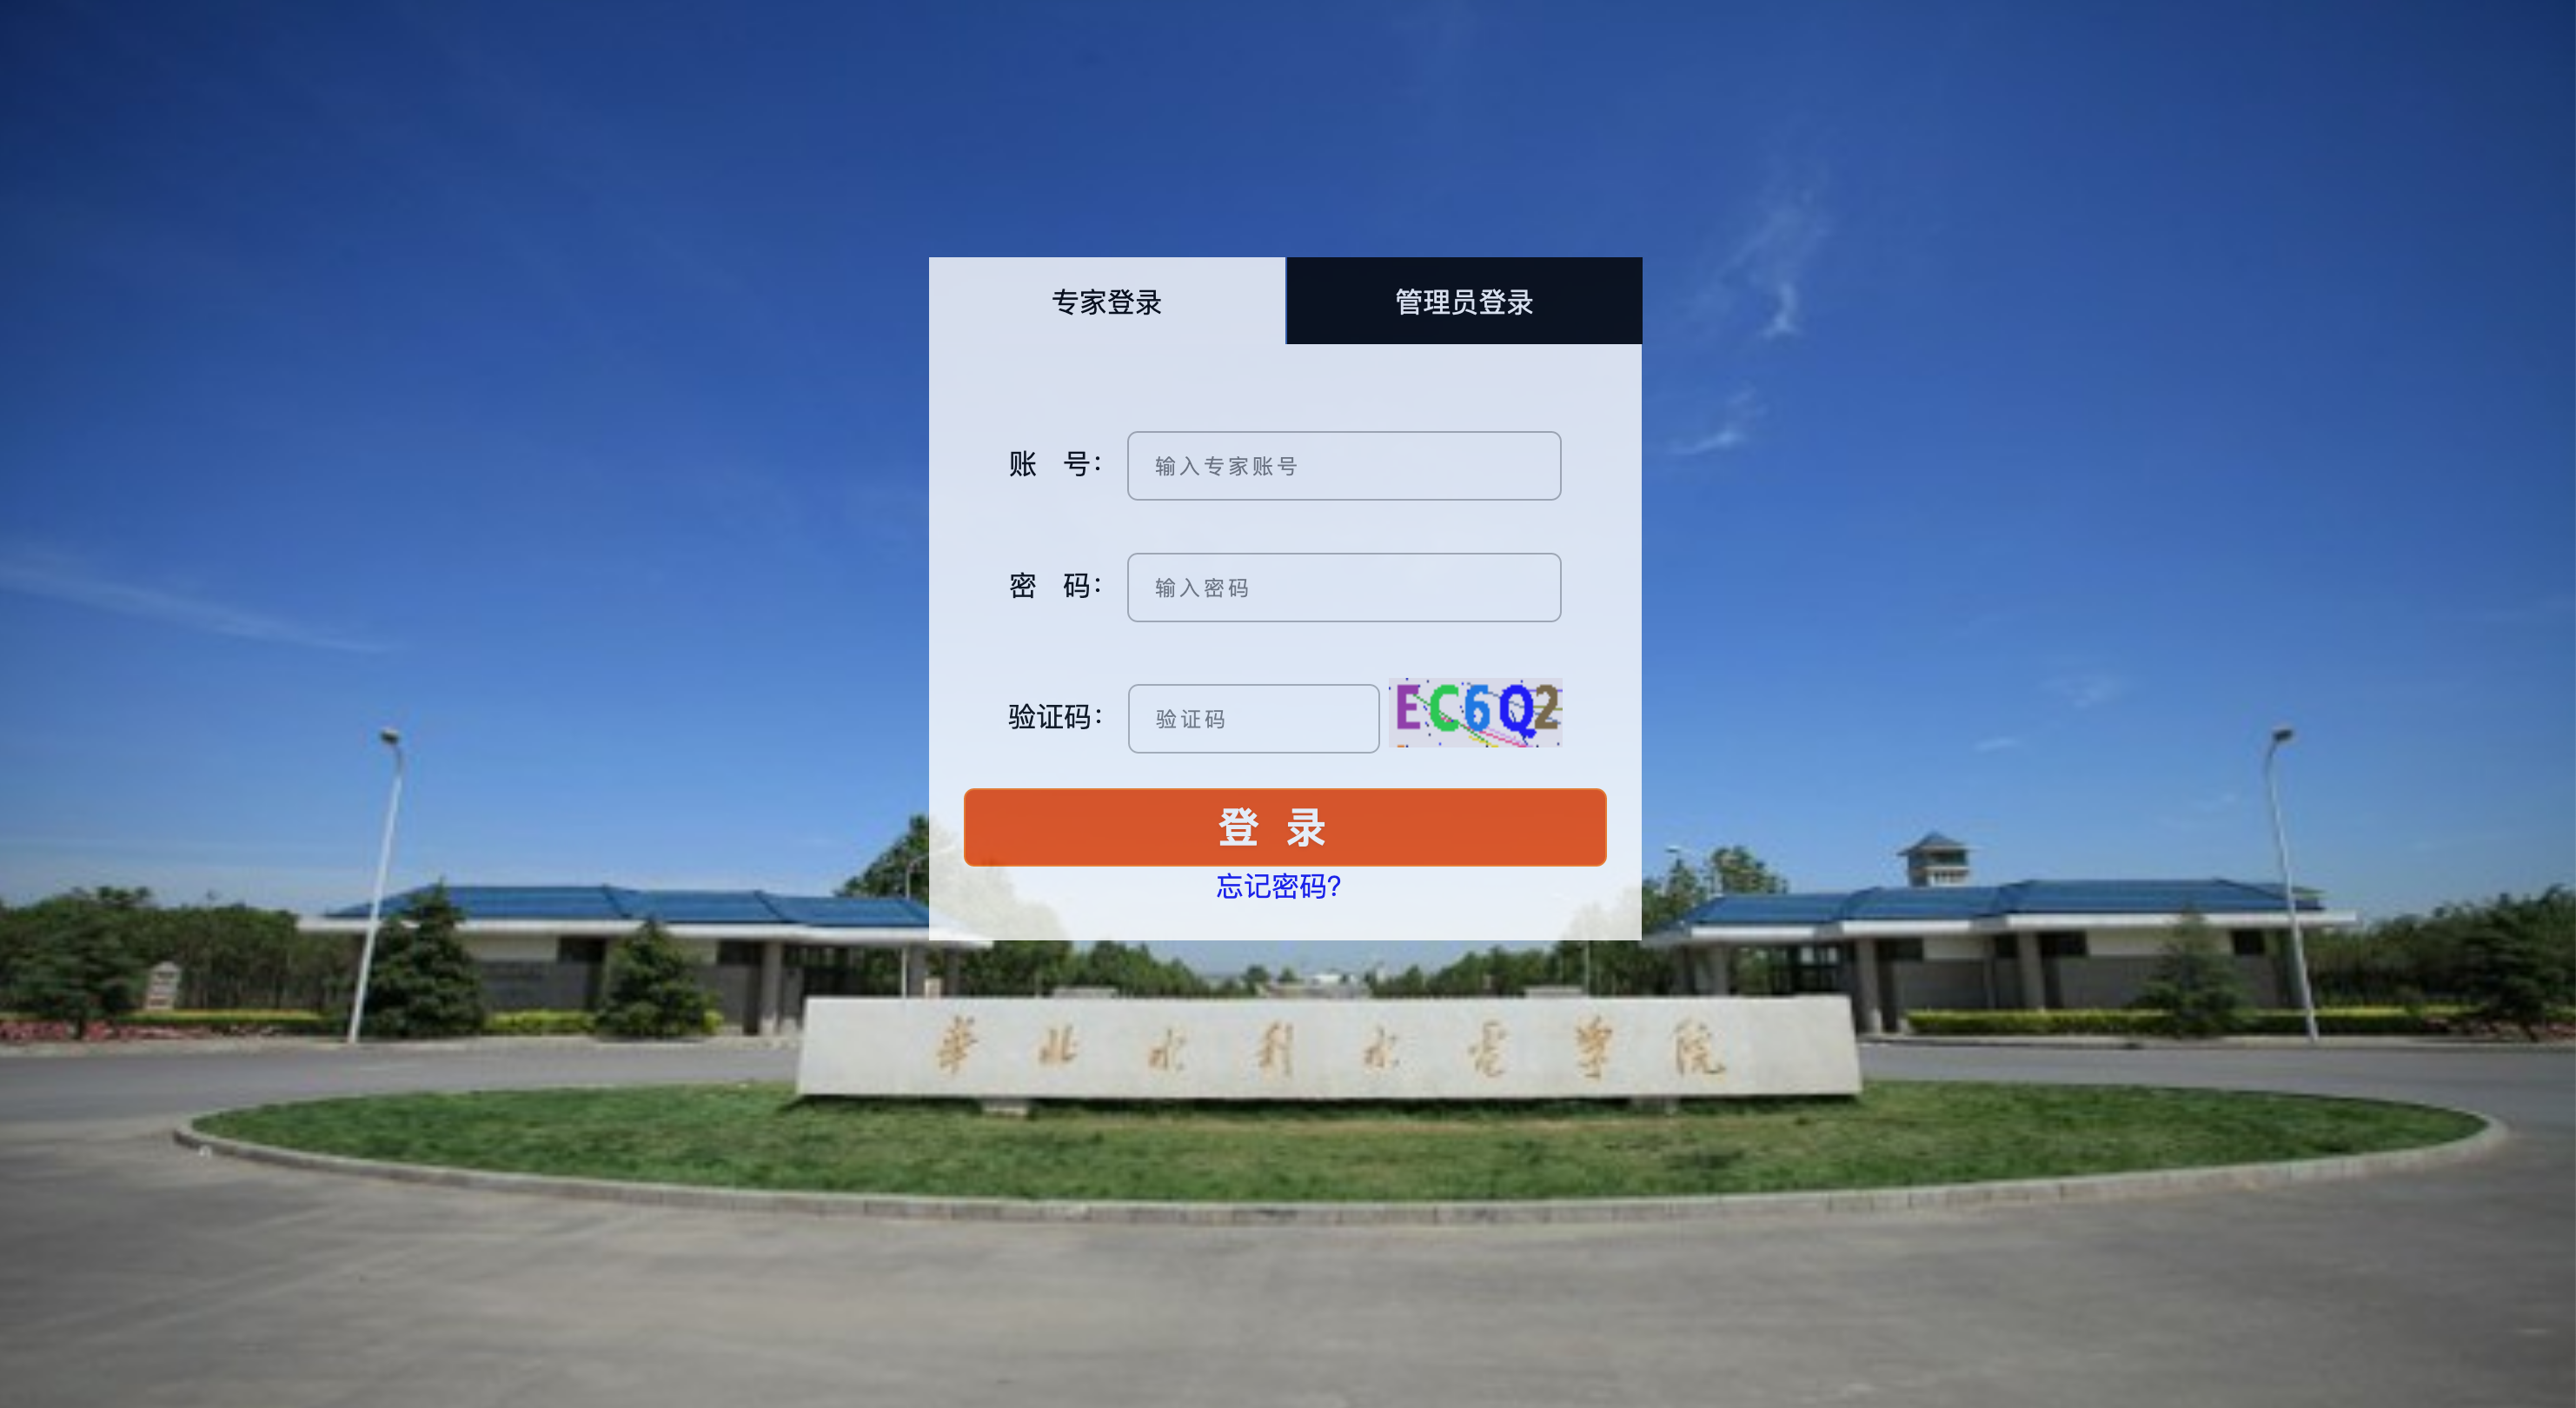 专家登录
管理员登录
账 号：
输入专家账号
密 码：
输入密码
验证码：
验证码
EC6Q2
登 录
忘记密码?
華北水利水電學院